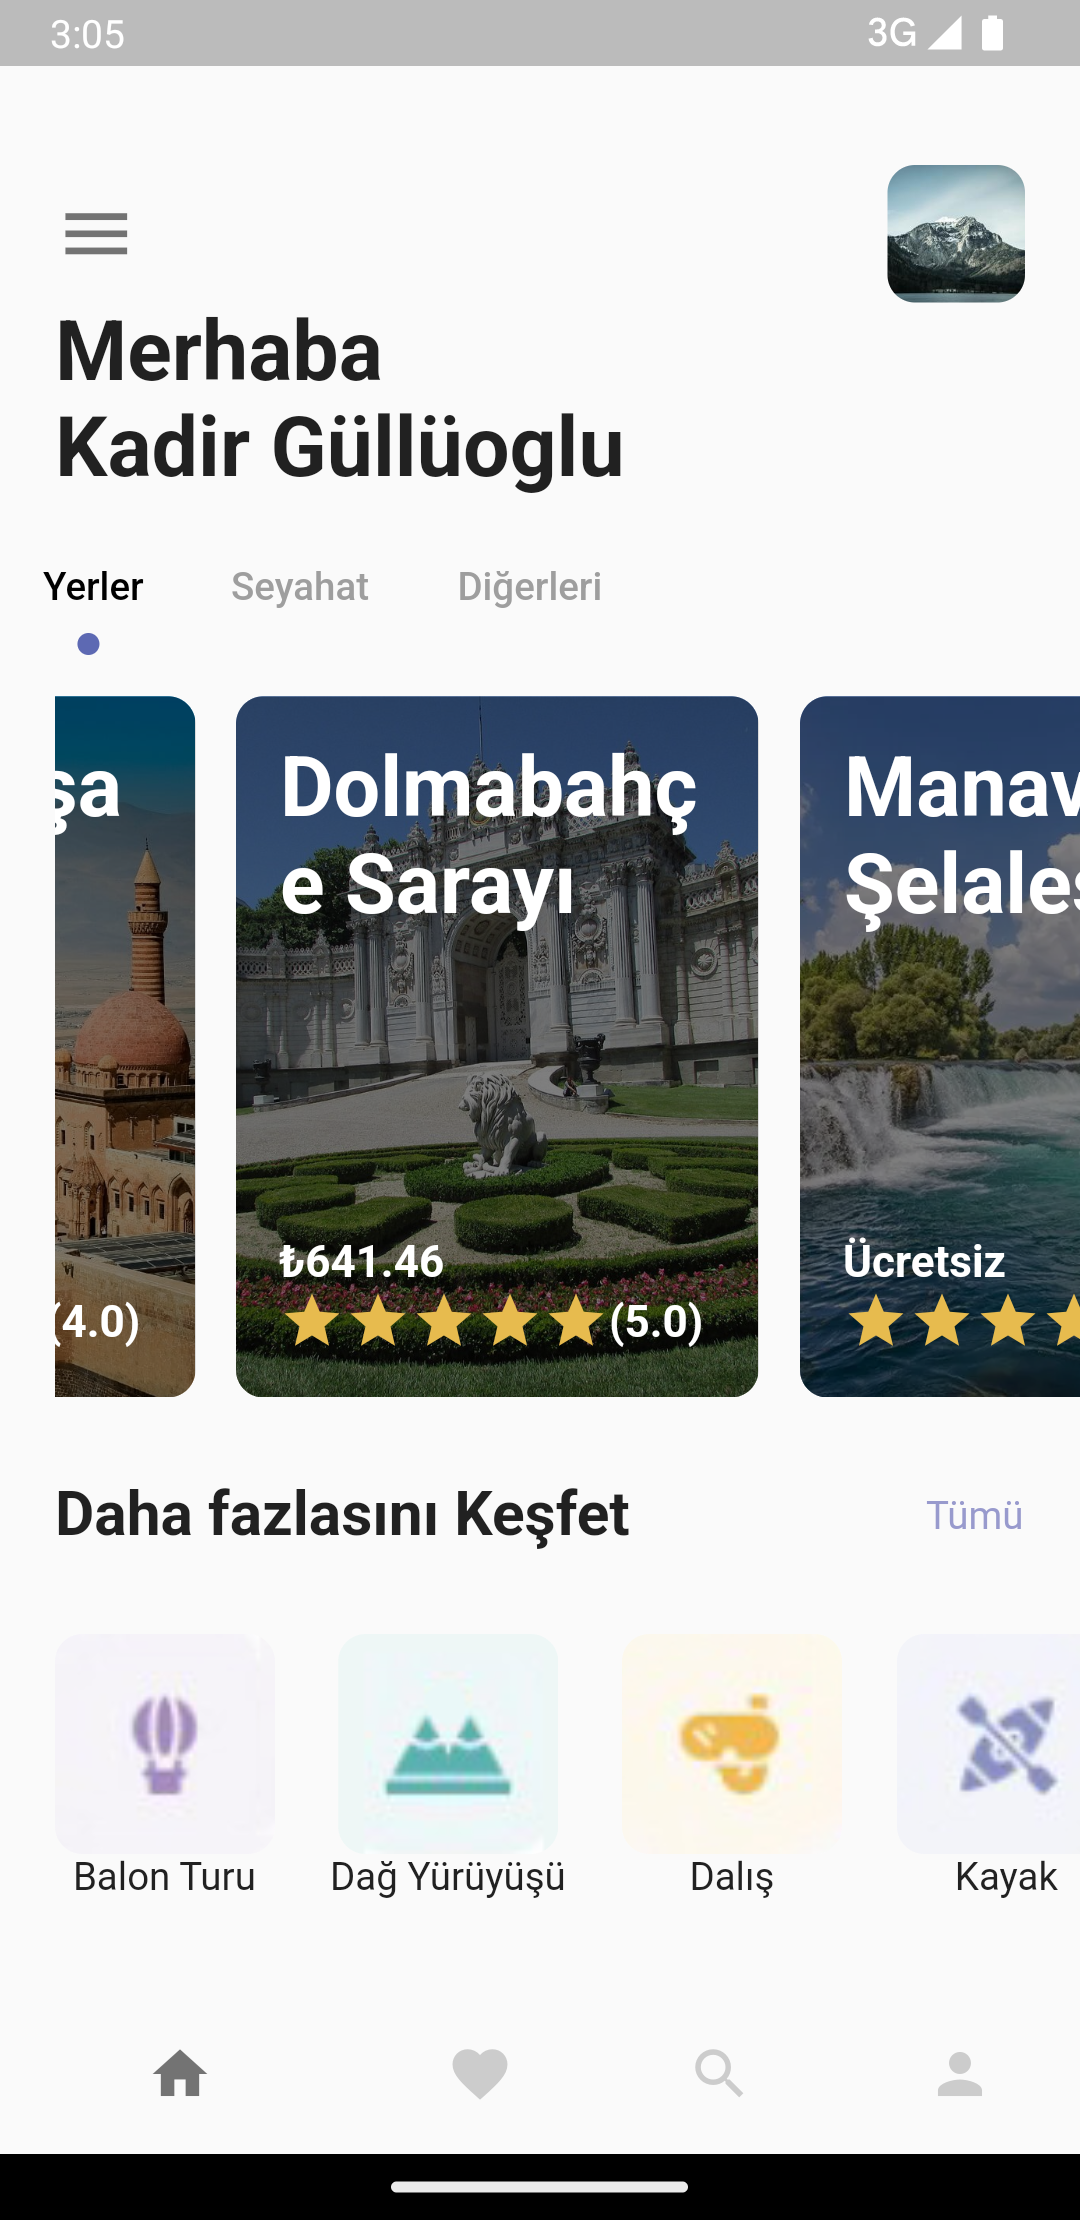 3:05 3G
Merhaba
Kadir Güllüoglu
Yerler Seyahat Diğerleri
şa
(4.0)
Dolmabahç
e Sarayı
₺641.46
(5.0)
Manav
Şelales
Ücretsiz
Daha fazlasını Keşfet Tümü
Balon Turu Dağ Yürüyüşü Dalış Kayak